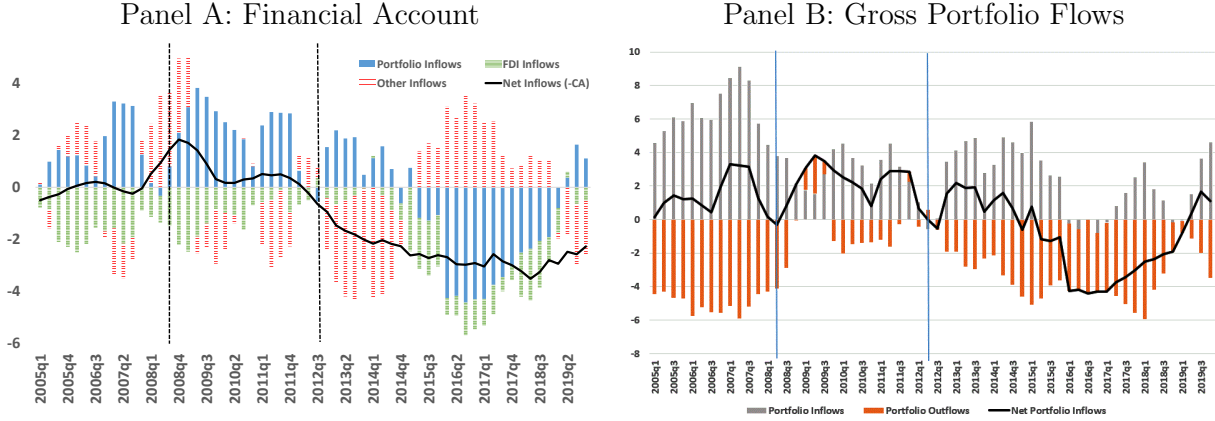 Panel A: Financial Account
Portfolio Inflows
FDI Inflows
Other Inflows
Net Inflows (-CA)
4
2
0
-2
-4
-6
2005q1
2005q4
2006q3
2007q2
2008q1
2008q4
2009q3
2010q2
2011q1
2011q4
2012q3
2013q2
2014q1
2014q4
2015q3
2016q2
2017q1
2017q4
2018q3
2019q2
Panel B: Gross Portfolio Flows
10
8
6
4
2
0
-2
-4
-6
-8
2005q1
2005q3
2006q1
2006q3
2007q1
2007q3
2008q1
2008q3
2009q1
2009q3
2010q1
2010q3
2011q1
2011q3
2012q1
2012q3
2013q1
2013q3
2014q1
2014q3
2015q1
2015q3
2016q1
2016q3
2017q1
2017q3
2018q1
2018q3
2019q1
2019q3
Portfolio Inflows
Portfolio Outflows
Net Portfolio Inflows